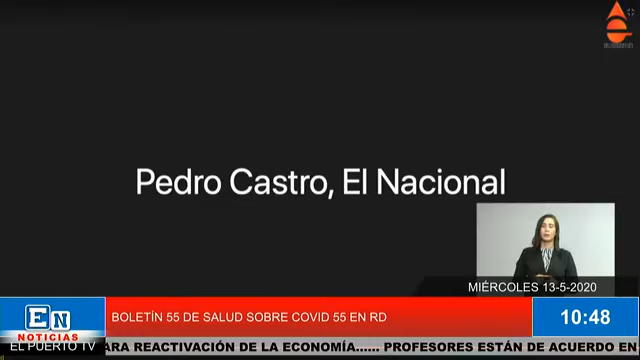 Pedro Castro, El Nacional
MIÉRCOLES 13-5-2020
EN
NOTICIAS
BOLETÍN 55 DE SALUD SOBRE COVID 55 EN RD
10:48
EL PUERTO TV
ARA REACTIVACIÓN DE LA ECONOMÍA...... PROFESORES ESTÁN DE ACUERDO EN